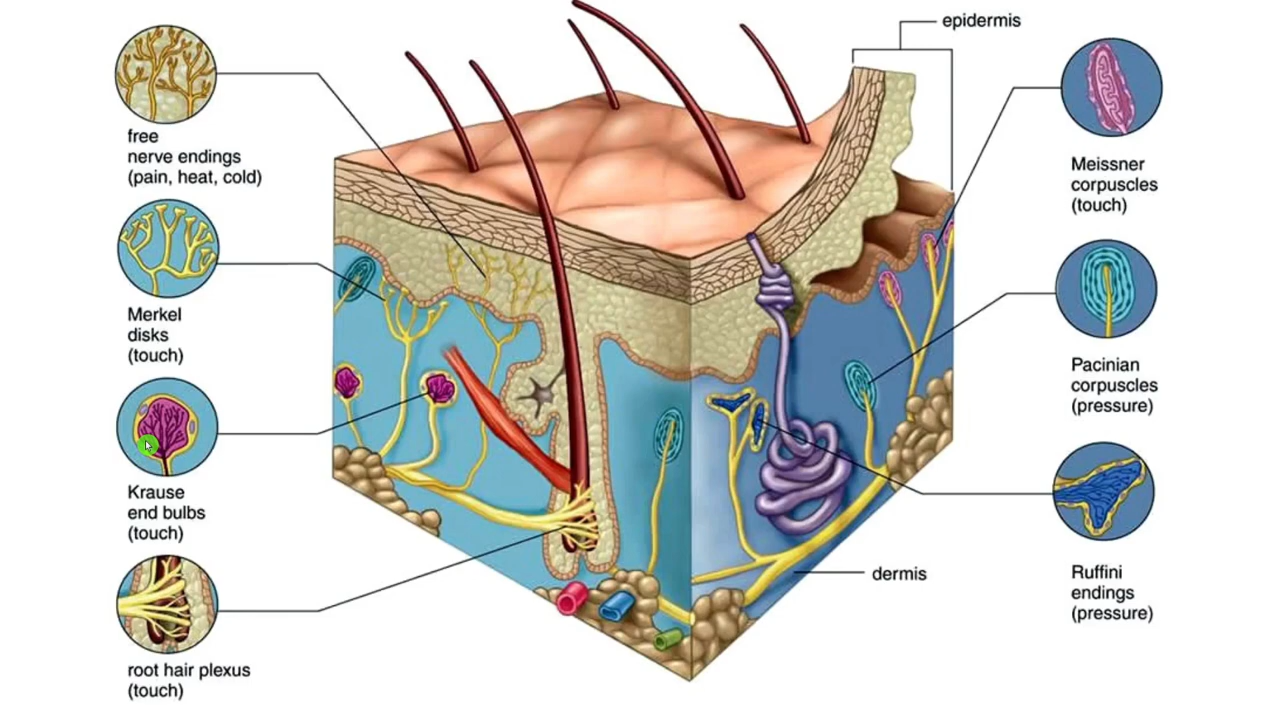 epidermis
free
nerve endings
(pain, heat, cold)
Merkel
disks
(touch)
Krause
end bulbs
(touch)
root hair plexus
(touch)
Meissner
corpuscles
(touch)
Pacinian
corpuscles
(pressure)
Ruffini
endings
(pressure)
dermis